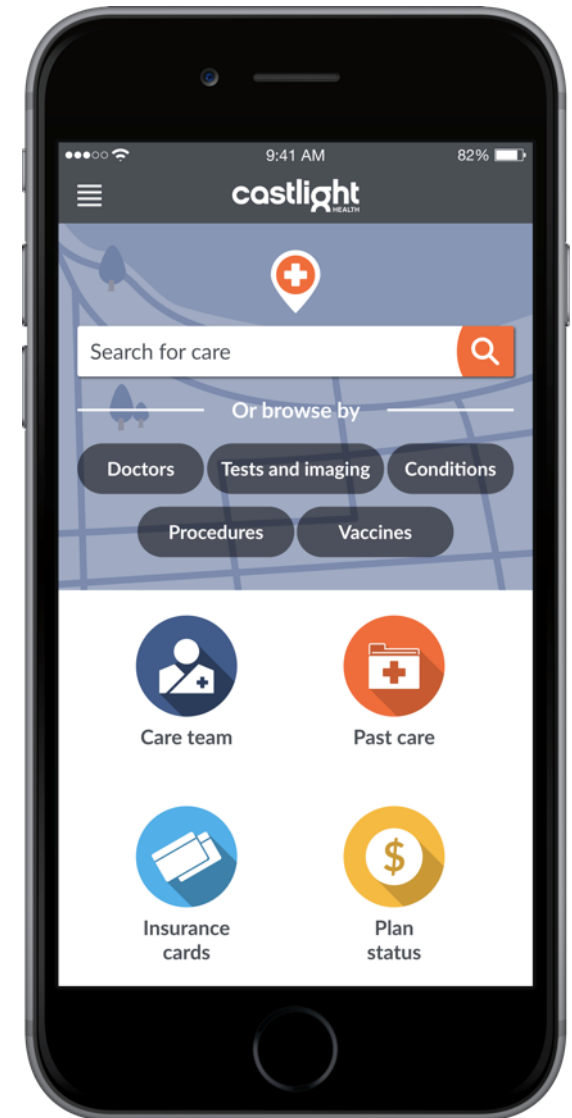 9:41 AM 82%
castlight
HEALTH
Search for care
Or browse by
Doctors Tests and imaging Conditions
Procedures Vaccines
Care team Past care
Insurance cards
Plan status